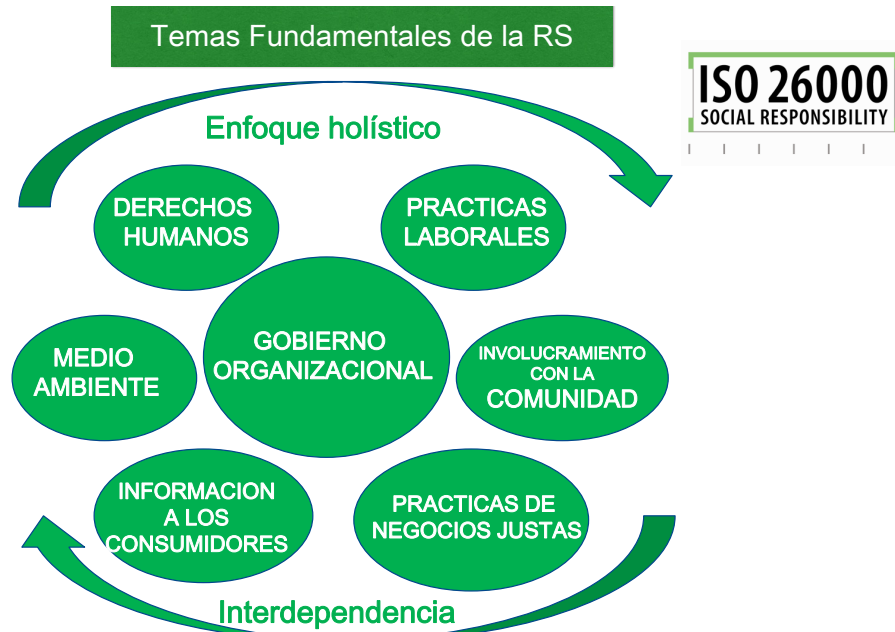 Temas Fundamentales de la RS
ISO 26000
SOCIAL RESPONSIBILITY
Enfoque holístico
DERECHOS
HUMANOS
PRACTICAS
LABORALES
GOBIERNO
ORGANIZACIONAL
MEDIO
AMBIENTE
INVOLUCRAMIENTO
CON LA
COMUNIDAD
INFORMACION
A LOS
CONSUMIDORES
PRACTICAS DE
NEGOCIOS JUSTAS
Interdependencia